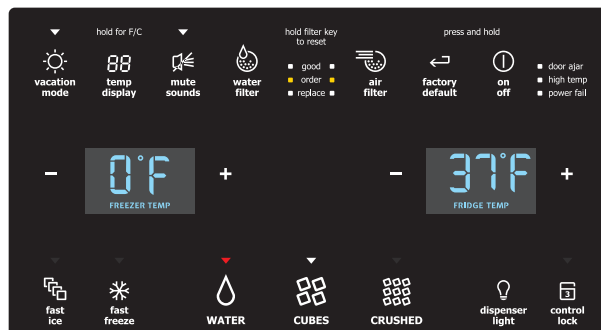 hold for F/C
hold filter key
to reset
press and hold
88
vacation
mode
temp
display
mute
sounds
water
filter
good
order
replace
air
filter
factory
default
on
off
door ajar
high temp
power fail
- 0°F +
FREEZER TEMP
- 37°F +
FRIDGE TEMP
fast
ice
fast
freeze
WATER
CUBES
CRUSHED
dispenser
light
3
control
lock